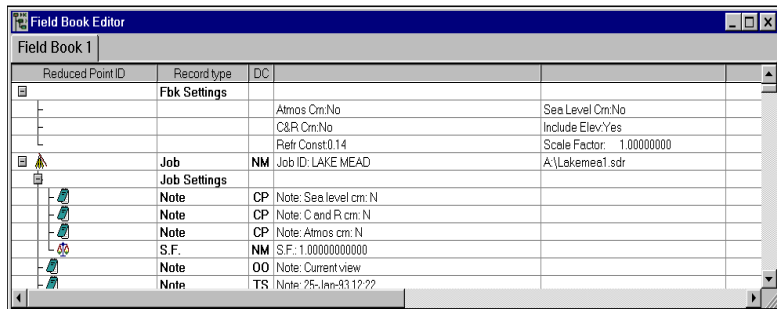 Field Book Editor
Field Book 1
Reduced Point ID Record type DC
Fbk Settings
Atmos Crn:No Sea Level Crn:No
C&R Crn:No Include Elev:Yes
Refr Const:0.14 Scale Factor: 1.00000000
Job NM Job ID: LAKE MEAD A:\Lakemea1.sdr
Job Settings
Note CP Note: Sea level crn: N
Note CP Note: C and R crn: N
Note CP Note: Atmos crn: N
S.F. NM S.F.: 1.00000000000
Note OO Note: Current view
Note TS Note: 25-Jan-93 12:22